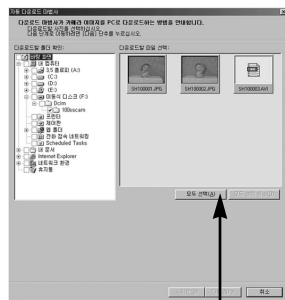 자동 다운로드 마법사
다운로드 마법사가 카메라 이미지를 PC로 다운로드하는 방법을 안내합니다.
다운로드할 사진을 선택하십시오.
다음 단계로 이동하려면 [다음] 단추를 누르십시오.
다운로드할 폴더 확인:
다운로드할 파일 선택:
바탕 화면
내 컴퓨터
3.5 플로피 (A:)
(C:)
(D:)
(E:)
이동식 디스크 (F:)
Dcim
100sscam
프린터
제어판
웹 폴더
전화 접속 네트워킹
Scheduled Tasks
내 문서
Internet Explorer
네트워크 환경
휴지통
SH100001.JPG
SH100002.JPG
SH100003.AVI
모두 선택(A)
취소